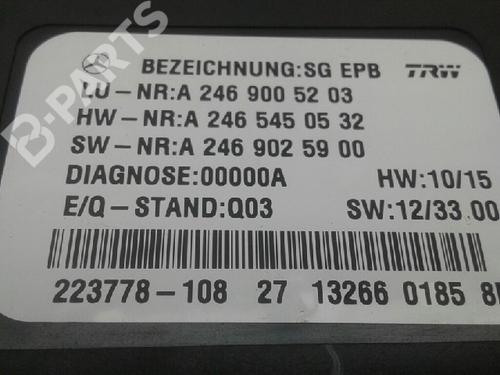 BEZEICHNUNG:SG EPB TRW
LU-NR:A 246 900 52 03
HW-NR:A 246 545 05 32
SW-NR:A 246 902 59 00
DIAGNOSE:00000A HW:10/15
E/Q-STAND:Q03 SW:12/33 00
223778-108 27 13266 0185 8
B-PARTS